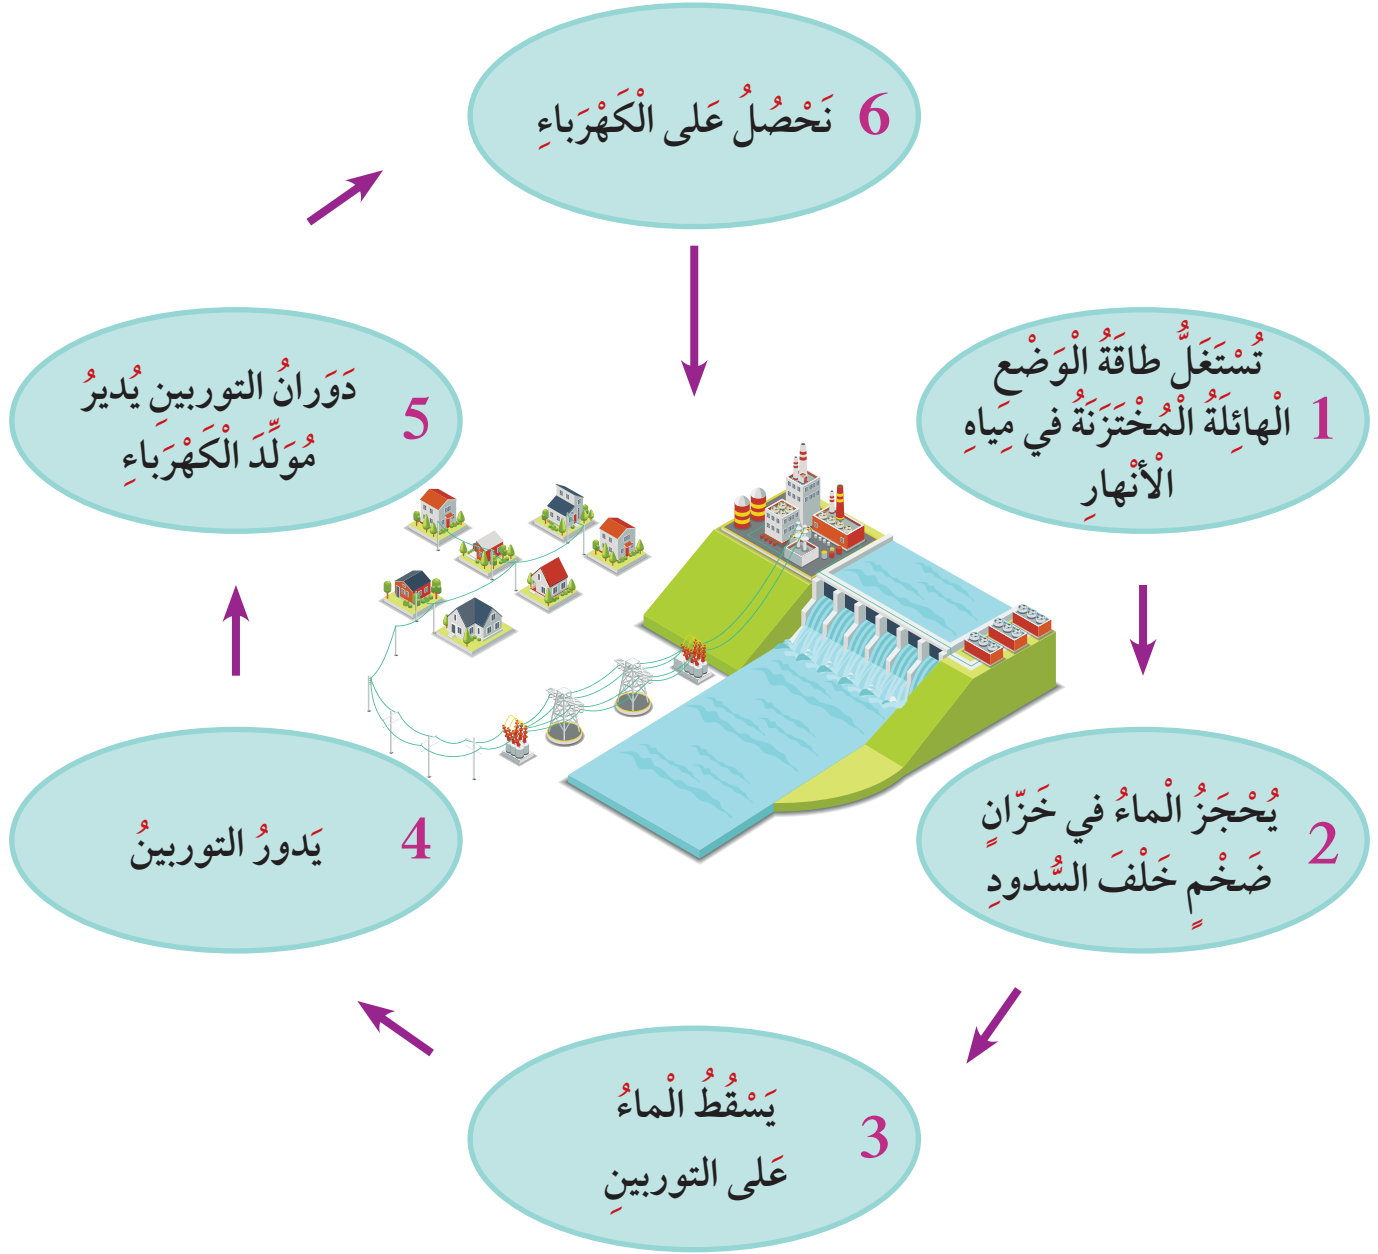 1
تُسْتَغَلُّ طاقَةُ الْوَضْعِ
الْهائِلَةُ الْمُخْتَزَنَةُ في مِياهِ
الْأَنْهارِ
2
يُحْجَزُ الْماءُ في خَزّانٍ
ضَخْمٍ خَلْفَ السُّدودِ
3
يَسْقُطُ الْماءُ
عَلى التوربينِ
4 يَدورُ التوربينُ
5
دَوَرانُ التوربينِ يُديرُ
مُوَلِّدَ الْكَهْرَباءِ
6 نَحْصُلُ عَلى الْكَهْرَباءِ